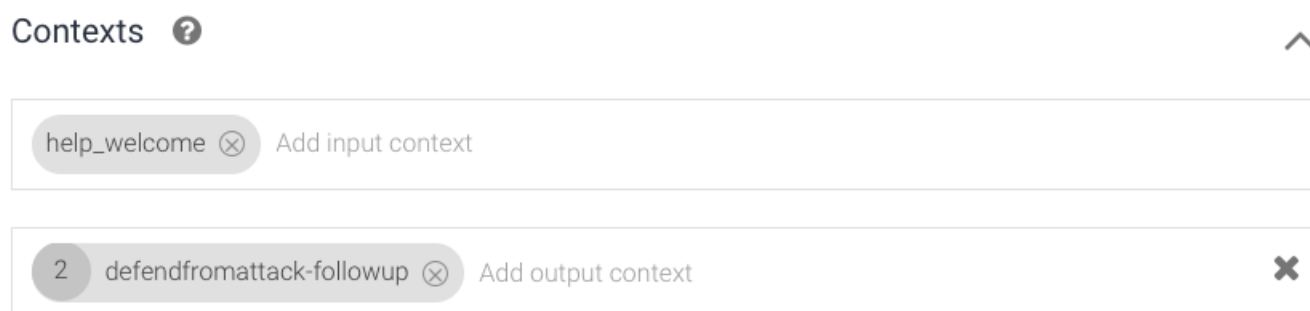 Contexts ?
help_welcome Add input context
2 defendfromattack-followup Add output context